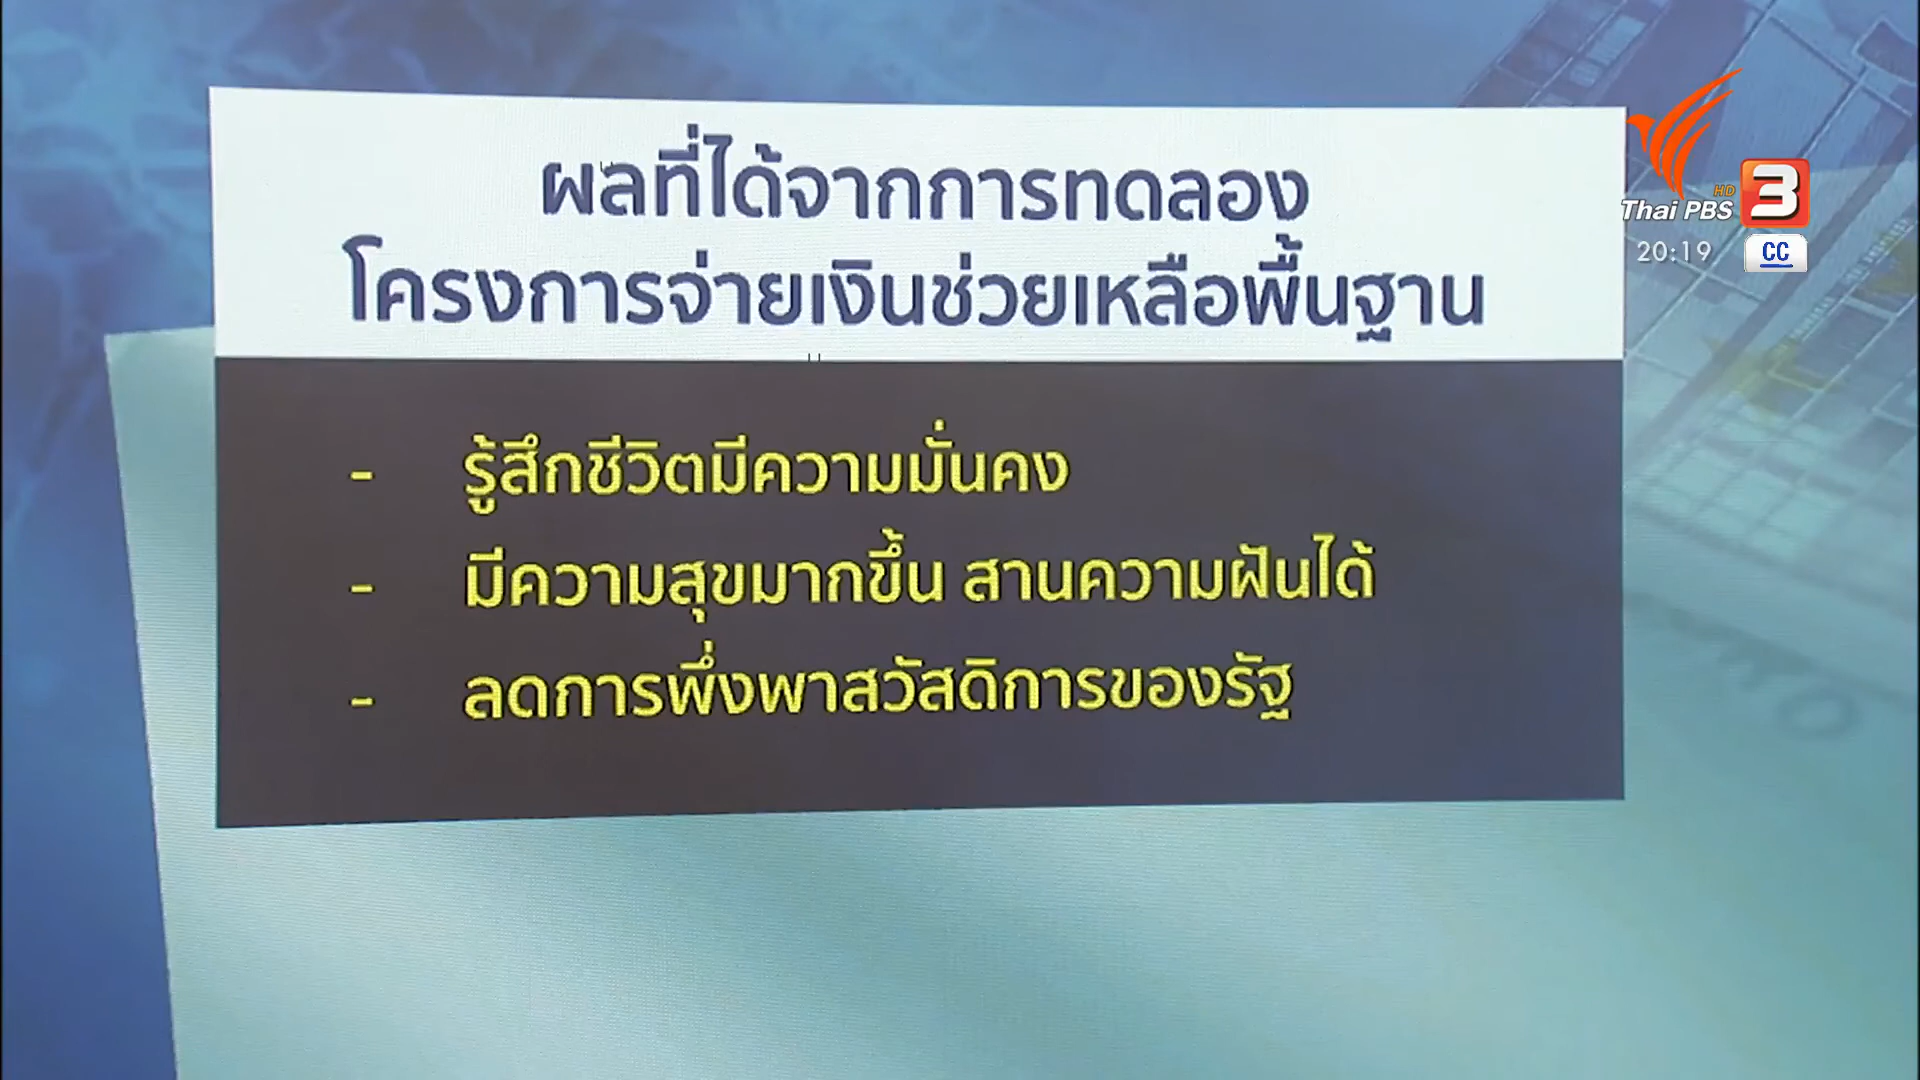 ผลที่ได้จากการทดลอง
โครงการจ่ายเงินช่วยเหลือพื้นฐาน
- รู้สึกชีวิตมีความมั่นคง
- มีความสุขมากขึ้น สานความฝันได้
- ลดการพึ่งพาสวัสดิการของรัฐ
HD
Thai PBS 3
20:19 CC